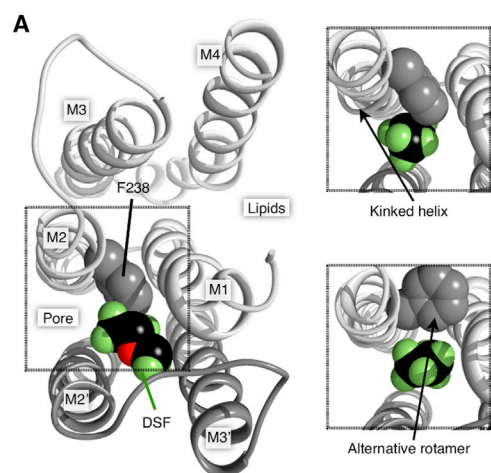 A
M4
M3
F238
Lipids
M2
M1
Pore
M2'
DSF
M3'
Kinked helix
Alternative rotamer